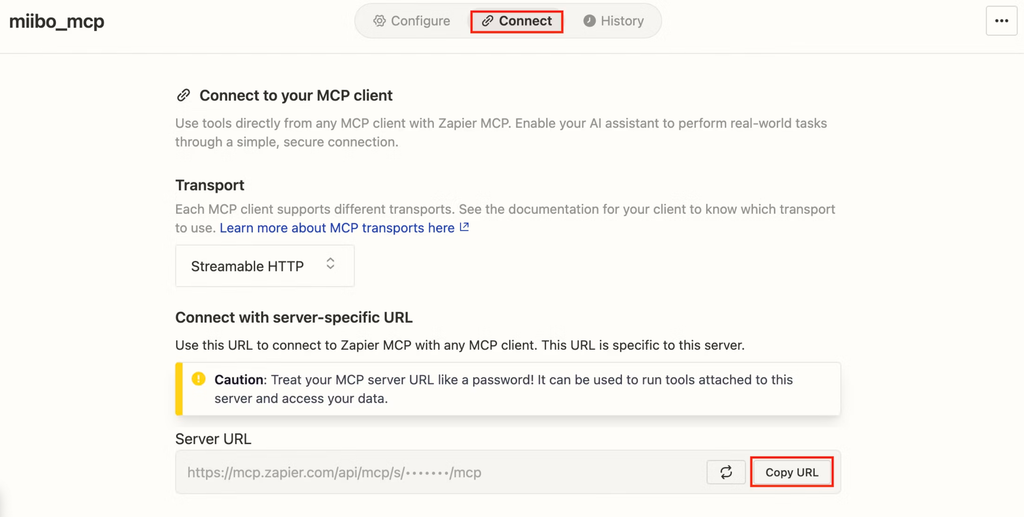 miibo_mcp
Configure
Connect
History
Connect to your MCP client
Use tools directly from any MCP client with Zapier MCP. Enable your AI assistant to perform real-world tasks
through a simple, secure connection.
Transport
Each MCP client supports different transports. See the documentation for your client to know which transport
to use. Learn more about MCP transports here
Streamable HTTP
Connect with server-specific URL
Use this URL to connect to Zapier MCP with any MCP client. This URL is specific to this server.
Caution: Treat your MCP server URL like a password! It can be used to run tools attached to this
server and access your data.
Server URL
https://mcp.zapier.com/api/mcp/s/•••••••/mcp
Copy URL